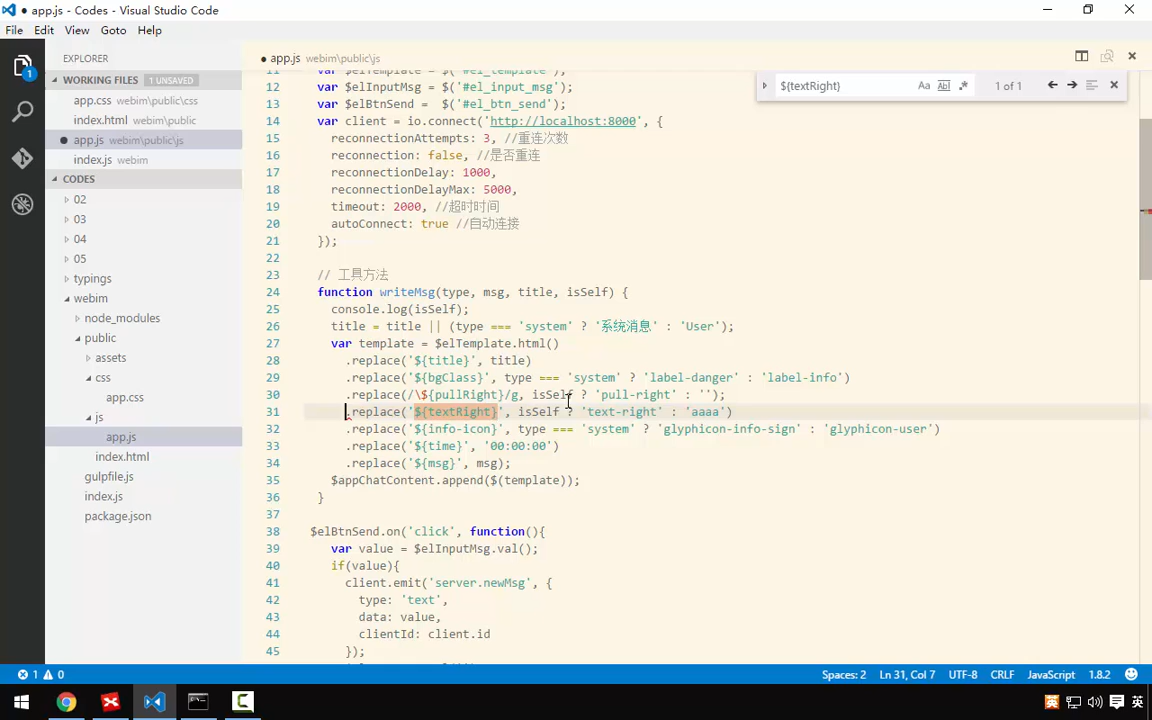 app.js - Codes - Visual Studio Code
File Edit View Goto Help
EXPLORER
WORKING FILES 1 UNSAVED
app.css webim\public\css
index.html webim\public
app.js webim\public\js
index.js webim
CODES
02
03
04
05
typings
webim
node_modules
public
assets
css
app.css
js
app.js
index.html
gulpfile.js
index.js
package.json
app.js webim\public\js
${textRight} Aa Abl .* 1 of 1
11 var $elTemplate = $('#el_template');
12 var $elInputMsg = $('#el_input_msg');
13 var $elBtnSend =  $('#el_btn_send');
14 var client = io.connect('http://localhost:8000', {
15 reconnectionAttempts: 3, //重连次数
16 reconnection: false, //是否重连
17 reconnectionDelay: 1000,
18 reconnectionDelayMax: 5000,
19 timeout: 2000, //超时时间
20 autoConnect: true //自动连接
21 });
22
23 // 工具方法
24 function writeMsg(type, msg, title, isSelf) {
25 console.log(isSelf);
26 title = title || (type === 'system' ? '系统消息' : 'User');
27 var template = $elTemplate.html()
28 .replace('${title}', title)
29 .replace('${bgClass}', type === 'system' ? 'label-danger' : 'label-info')
30 .replace(/\${pullRight}/g, isSelf ? 'pull-right' : '');
31 .replace('${textRight}', isSelf ? 'text-right' : 'aaaa')
32 .replace('${info-icon}', type === 'system' ? 'glyphicon-info-sign' : 'glyphicon-user')
33 .replace('${time}', '00:00:00')
34 .replace('${msg}', msg);
35 $appChatContent.append($(template));
36 }
37
38 $elBtnSend.on('click', function(){
39 var value = $elInputMsg.val();
40 if(value){
41 client.emit('server.newMsg', {
42 type: 'text',
43 data: value,
44 clientId: client.id
45 });
1 0 Spaces: 2 Ln 31, Col 7 UTF-8 CRLF JavaScript 1.8.2
英